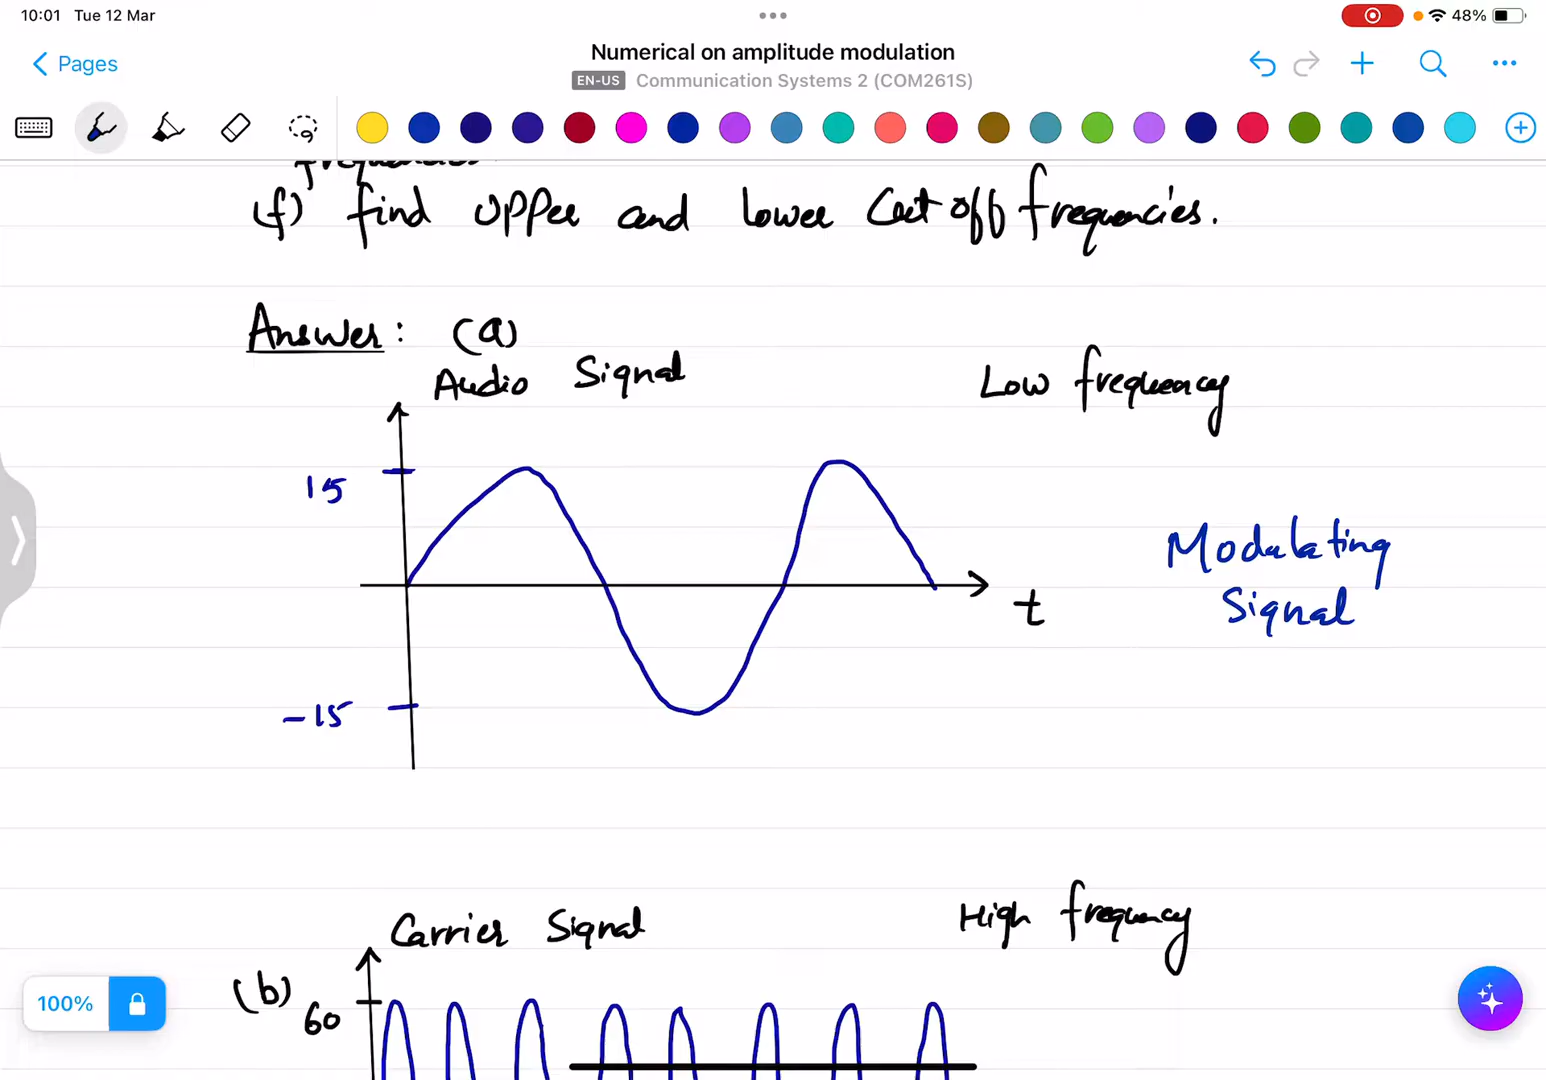 10:01 Tue 12 Mar
48%
Pages
Numerical on amplitude modulation
EN-US Communication Systems 2 (COM261S)
frequencies
(f) find upper and lower cut off frequencies.
Answer: (a)
Audio Signal
Low frequency
15
Modulating
Signal
t
-15
Carrier Signal
High frequency
(b)
60
100%